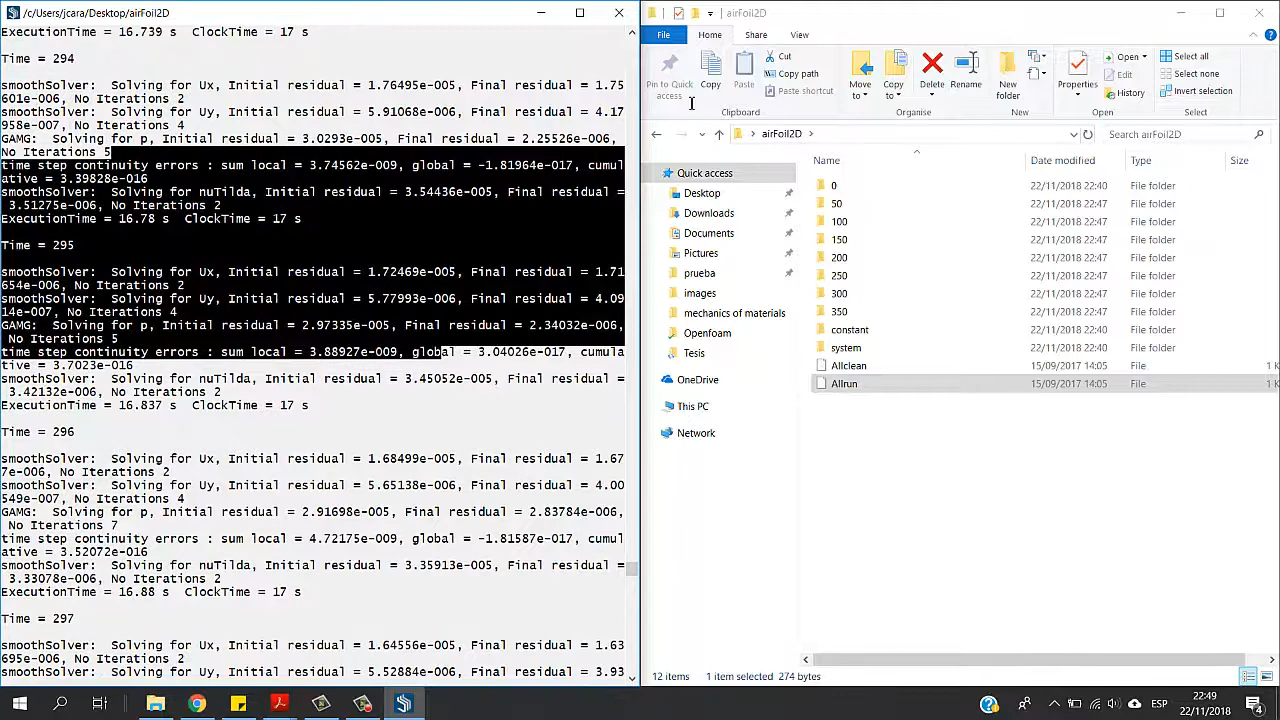 /c/Users/jcara/Desktop/airFoil2D
ExecutionTime = 16.739 s  ClockTime = 17 s
Time = 294
smoothSolver:  Solving for Ux, Initial residual = 1.76495e-005, Final residual = 1.75
601e-006, No Iterations 2
smoothSolver:  Solving for Uy, Initial residual = 5.91068e-006, Final residual = 4.17
958e-007, No Iterations 4
GAMG:  Solving for p, Initial residual = 3.0293e-005, Final residual = 2.25526e-006,
No Iterations 5
time step continuity errors : sum local = 3.74562e-009, global = -1.81964e-017, cumul
ative = 3.39828e-016
smoothSolver:  Solving for nuTilda, Initial residual = 3.54436e-005, Final residual =
3.51275e-006, No Iterations 2
ExecutionTime = 16.78 s  ClockTime = 17 s
Time = 295
smoothSolver:  Solving for Ux, Initial residual = 1.72469e-005, Final residual = 1.71
654e-006, No Iterations 2
smoothSolver:  Solving for Uy, Initial residual = 5.77993e-006, Final residual = 4.09
14e-007, No Iterations 4
GAMG:  Solving for p, Initial residual = 2.97335e-005, Final residual = 2.34032e-006,
No Iterations 5
time step continuity errors : sum local = 3.88927e-009, global = 3.04026e-017, cumula
tive = 3.7023e-016
smoothSolver:  Solving for nuTilda, Initial residual = 3.45052e-005, Final residual =
3.42132e-006, No Iterations 2
ExecutionTime = 16.837 s  ClockTime = 17 s
Time = 296
smoothSolver:  Solving for Ux, Initial residual = 1.68499e-005, Final residual = 1.67
7e-006, No Iterations 2
smoothSolver:  Solving for Uy, Initial residual = 5.65138e-006, Final residual = 4.00
549e-007, No Iterations 4
GAMG:  Solving for p, Initial residual = 2.91698e-005, Final residual = 2.83784e-006,
No Iterations 7
time step continuity errors : sum local = 4.72175e-009, global = -1.81587e-017, cumul
ative = 3.52072e-016
smoothSolver:  Solving for nuTilda, Initial residual = 3.35913e-005, Final residual =
3.33078e-006, No Iterations 2
ExecutionTime = 16.88 s  ClockTime = 17 s
Time = 297
smoothSolver:  Solving for Ux, Initial residual = 1.64556e-005, Final residual = 1.63
695e-006, No Iterations 2
smoothSolver:  Solving for Uy, Initial residual = 5.52884e-006, Final residual = 3.93
airFoil2D
File Home Share View
Pin to Quick access
Copy
Paste
Cut
Copy path
Paste shortcut
Clipboard
Move to
Copy to
Delete
Rename
Organise
New folder
New
Properties
Open
Edit
History
Open
Select all
Select none
Invert selection
Select
airFoil2D
Search airFoil2D
Quick access
Desktop
Downloads
Documents
Pictures
prueba
images
mechanics of materials
Openfoam
Tesis
OneDrive
This PC
Network
Name Date modified Type Size
0 22/11/2018 22:40 File folder
50 22/11/2018 22:47 File folder
100 22/11/2018 22:47 File folder
150 22/11/2018 22:47 File folder
200 22/11/2018 22:47 File folder
250 22/11/2018 22:47 File folder
300 22/11/2018 22:47 File folder
350 22/11/2018 22:47 File folder
constant 22/11/2018 22:40 File folder
system 22/11/2018 22:40 File folder
Allclean 15/09/2017 14:05 File 1 K
Allrun 15/09/2017 14:05 File 1 K
12 items 1 item selected 274 bytes
ESP
22:49
22/11/2018
4